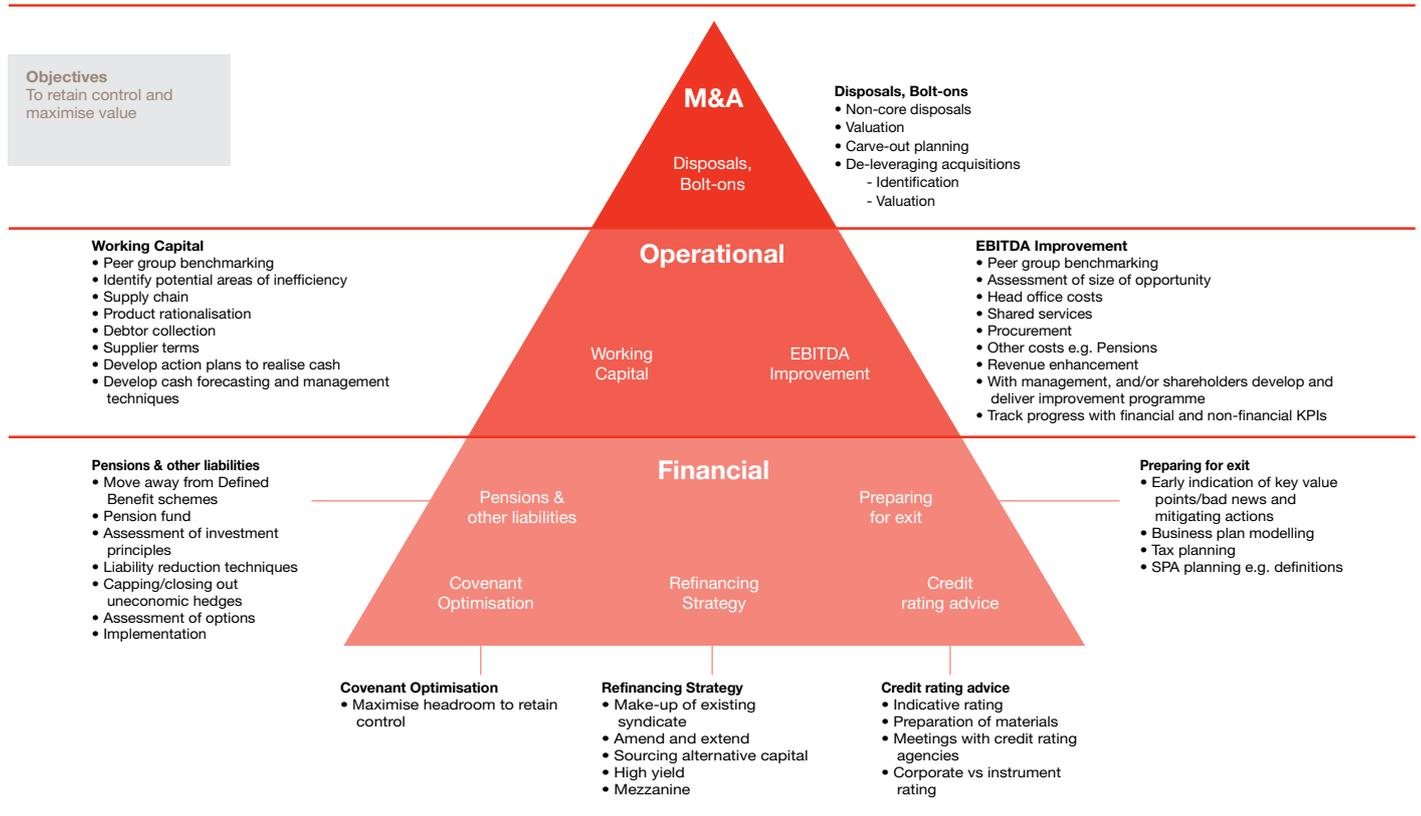 Objectives
To retain control and
maximise value
M&A
Disposals,
Bolt-ons
Disposals, Bolt-ons
• Non-core disposals
• Valuation
• Carve-out planning
• De-leveraging acquisitions
- Identification
- Valuation
Working Capital
• Peer group benchmarking
• Identify potential areas of inefficiency
• Supply chain
• Product rationalisation
• Debtor collection
• Supplier terms
• Develop action plans to realise cash
• Develop cash forecasting and management
techniques
Operational
Working
Capital
EBITDA
Improvement
EBITDA Improvement
• Peer group benchmarking
• Assessment of size of opportunity
• Head office costs
• Shared services
• Procurement
• Other costs e.g. Pensions
• Revenue enhancement
• With management, and/or shareholders develop and
deliver improvement programme
• Track progress with financial and non-financial KPIs
Pensions & other liabilities
• Move away from Defined
Benefit schemes
• Pension fund
• Assessment of investment
principles
• Liability reduction techniques
• Capping/closing out
uneconomic hedges
• Assessment of options
• Implementation
Financial
Pensions &
other liabilities
Preparing
for exit
Covenant
Optimisation
Refinancing
Strategy
Credit
rating advice
Preparing for exit
• Early indication of key value
points/bad news and
mitigating actions
• Business plan modelling
• Tax planning
• SPA planning e.g. definitions
Covenant Optimisation
• Maximise headroom to retain
control
Refinancing Strategy
• Make-up of existing
syndicate
• Amend and extend
• Sourcing alternative capital
• High yield
• Mezzanine
Credit rating advice
• Indicative rating
• Preparation of materials
• Meetings with credit rating
agencies
• Corporate vs instrument
rating